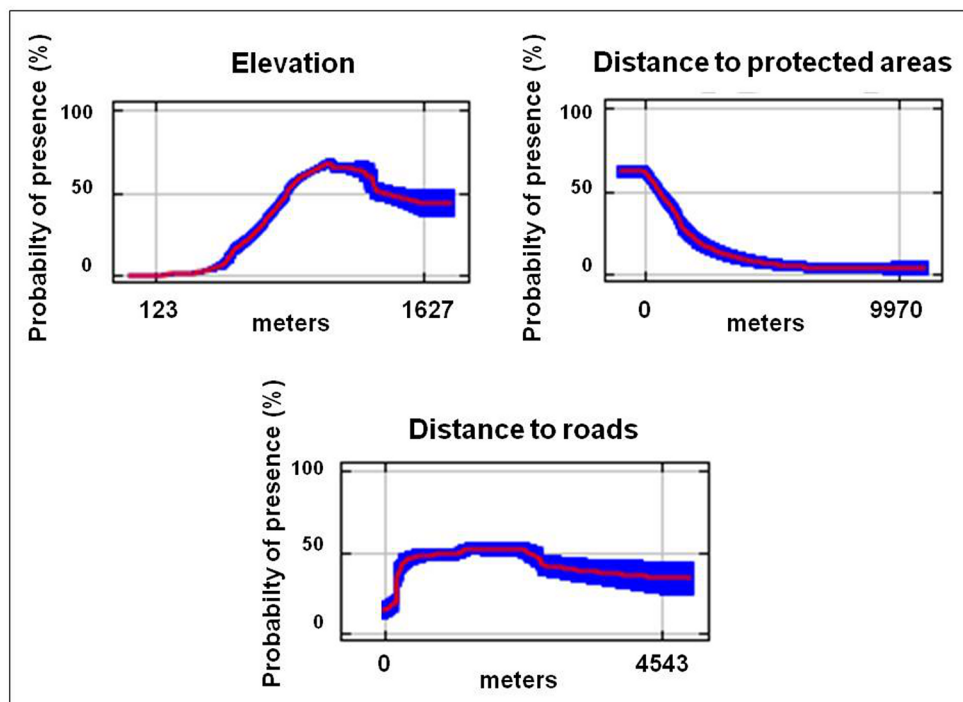 Elevation
Probabilty of presence (%)
100
50
0
123
meters
1627
Distance to protected areas
Probabilty of presence (%)
100
50
0
0
meters
9970
Distance to roads
Probabilty of presence (%)
100
50
0
0
meters
4543